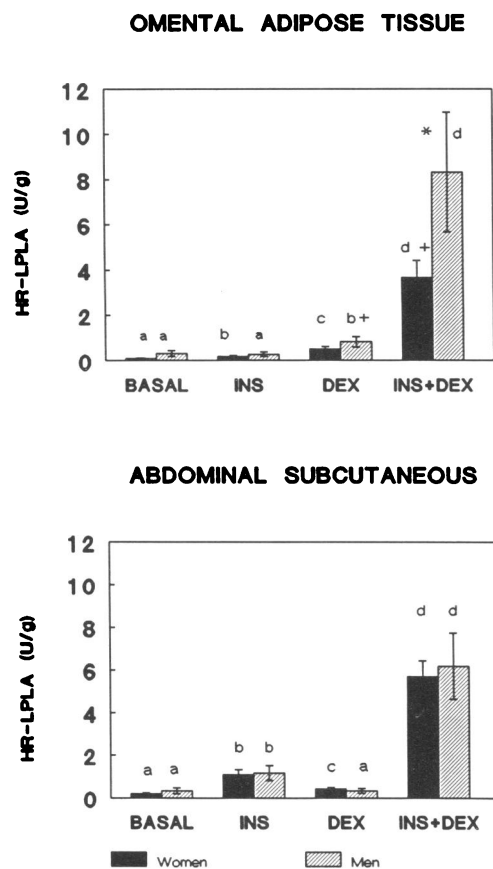 OMENTAL ADIPOSE TISSUE
HR-LPLA (U/g)
12
10
8
6
4
2
0
* d
d +
a a b a c b+
BASAL INS DEX INS+DEX
ABDOMINAL SUBCUTANEOUS
HR-LPLA (U/g)
12
10
8
6
4
2
0
d d
b b
a a c a
BASAL INS DEX INS+DEX
Women Men